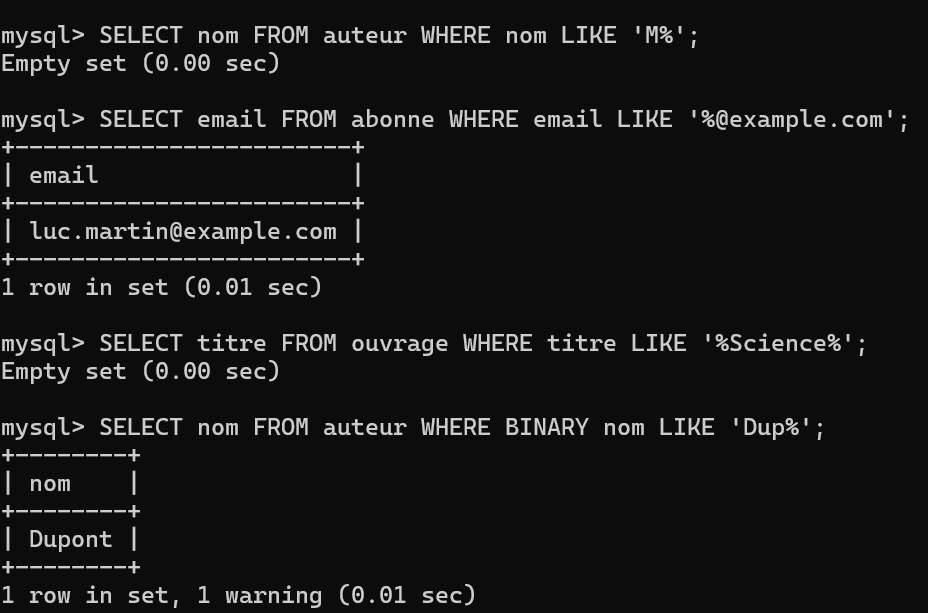 mysql> SELECT nom FROM auteur WHERE nom LIKE 'M%';
Empty set (0.00 sec)
mysql> SELECT email FROM abonne WHERE email LIKE '%@example.com';
+------------------------+
| email                  |
+------------------------+
| luc.martin@example.com |
+------------------------+
1 row in set (0.01 sec)
mysql> SELECT titre FROM ouvrage WHERE titre LIKE '%Science%';
Empty set (0.00 sec)
mysql> SELECT nom FROM auteur WHERE BINARY nom LIKE 'Dup%';
+--------+
| nom    |
+--------+
| Dupont |
+--------+
1 row in set, 1 warning (0.01 sec)